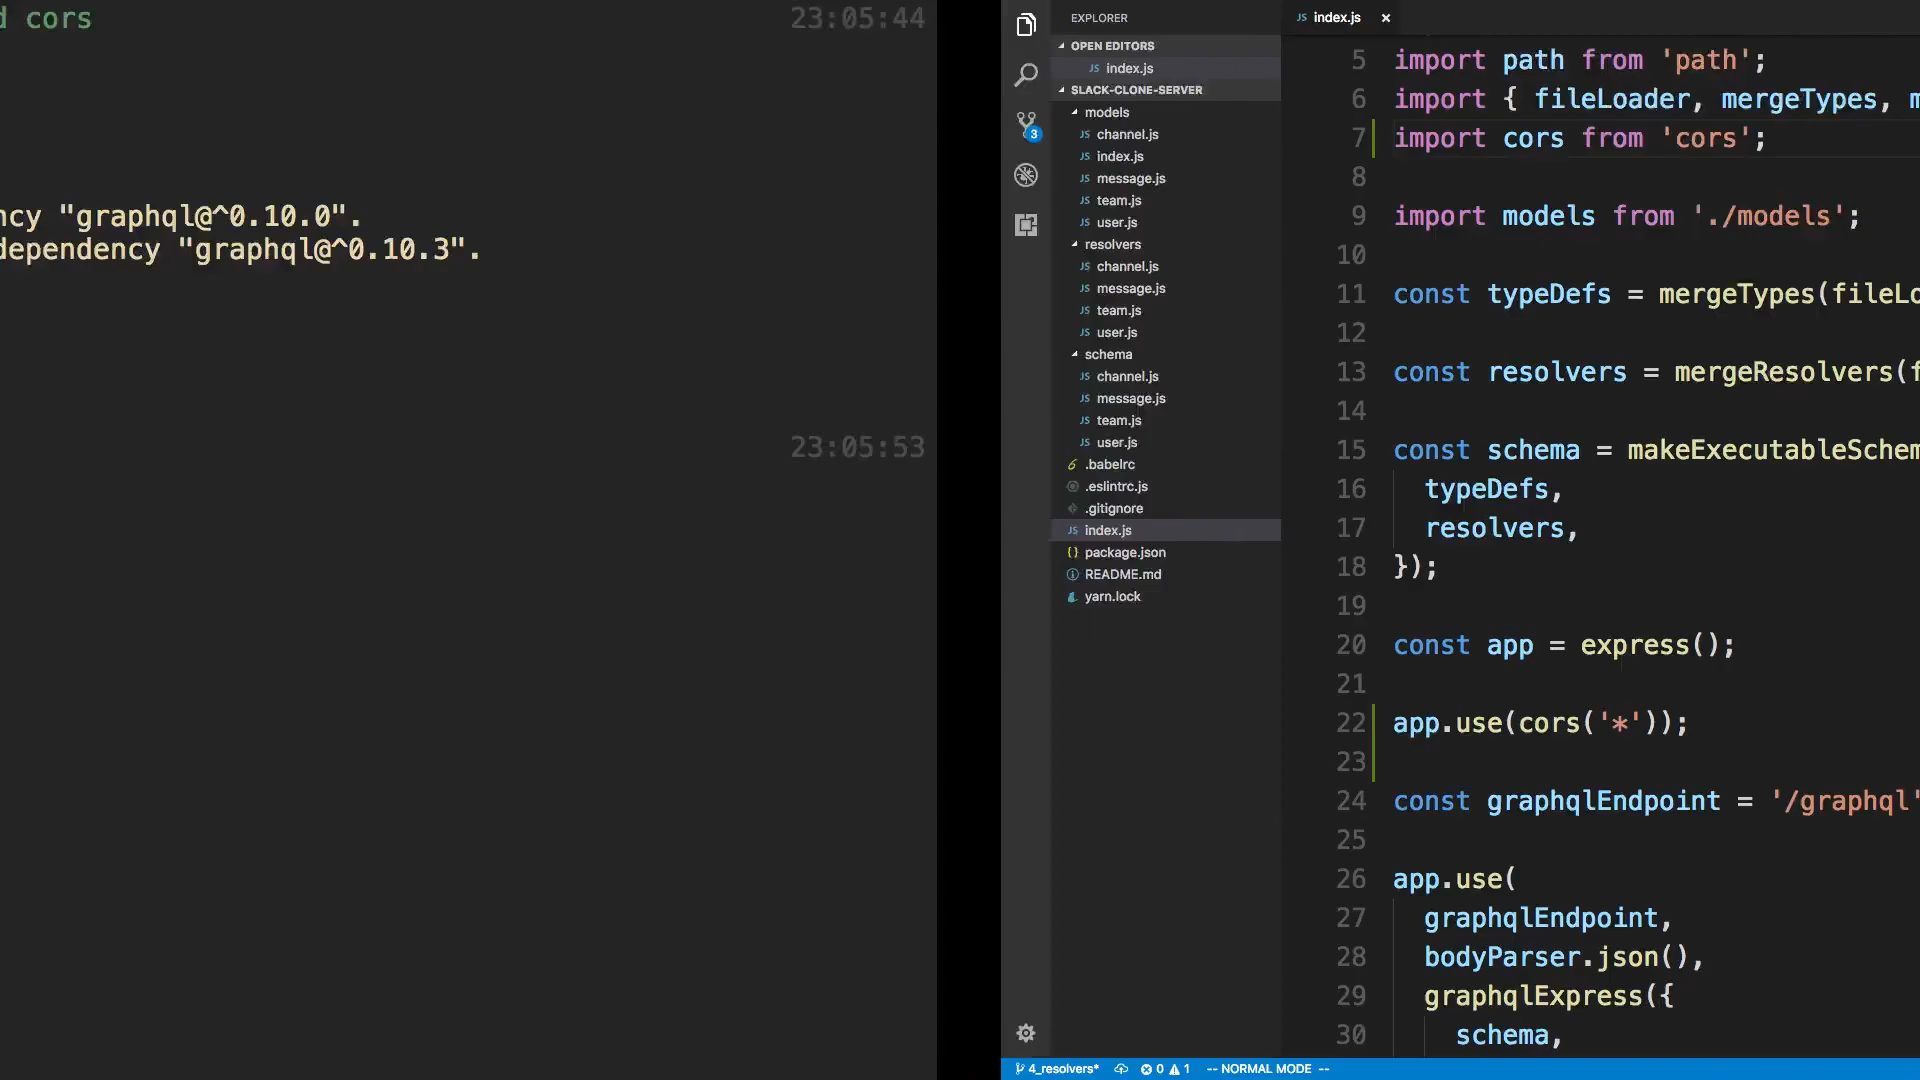 d cors 23:05:44
ncy "graphql@^0.10.0".
dependency "graphql@^0.10.3".
23:05:53
EXPLORER
OPEN EDITORS
JS index.js
SLACK-CLONE-SERVER
models
JS channel.js
JS index.js
JS message.js
JS team.js
JS user.js
resolvers
JS channel.js
JS message.js
JS team.js
JS user.js
schema
JS channel.js
JS message.js
JS team.js
JS user.js
.babelrc
.eslintrc.js
.gitignore
JS index.js
{} package.json
README.md
yarn.lock
3
JS index.js ×
5 import path from 'path';
6 import { fileLoader, mergeTypes, m
7 import cors from 'cors';
8
9 import models from './models';
10
11 const typeDefs = mergeTypes(fileLo
12
13 const resolvers = mergeResolvers(f
14
15 const schema = makeExecutableSchem
16 typeDefs,
17 resolvers,
18 });
19
20 const app = express();
21
22 app.use(cors('*'));
23
24 const graphqlEndpoint = '/graphql'
25
26 app.use(
27 graphqlEndpoint,
28 bodyParser.json(),
29 graphqlExpress({
30 schema,
4_resolvers* 0 1 -- NORMAL MODE --